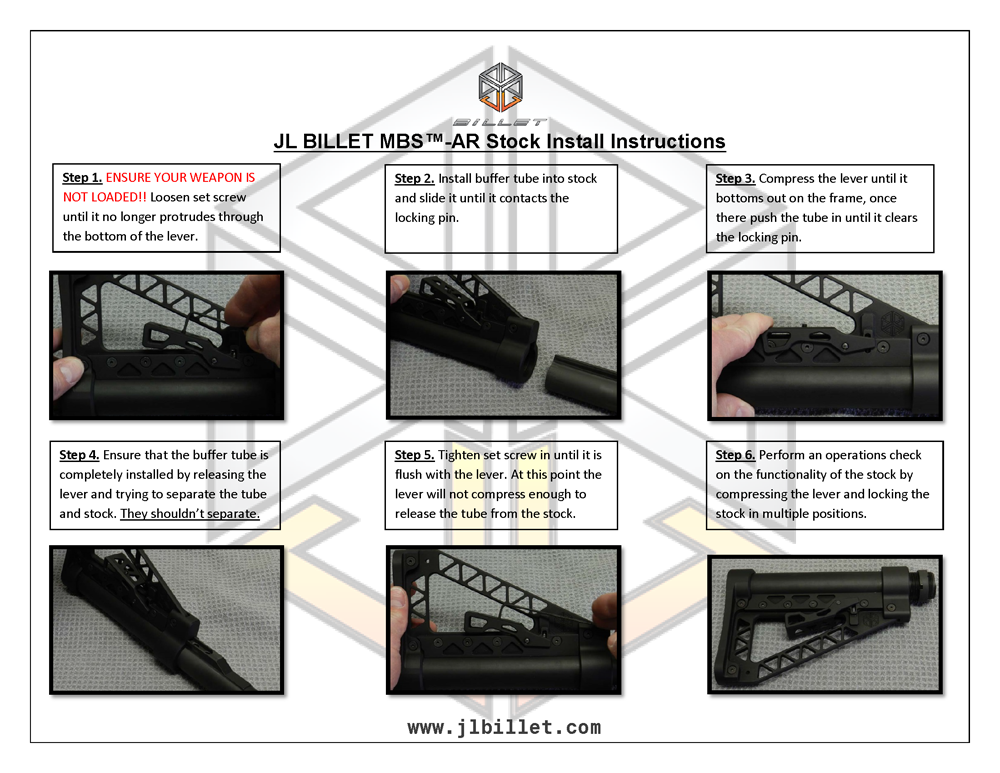 BILLET
JL BILLET MBS™-AR Stock Install Instructions
Step 1. ENSURE YOUR WEAPON IS
NOT LOADED!! Loosen set screw
until it no longer protrudes through
the bottom of the lever.
Step 2. Install buffer tube into stock
and slide it until it contacts the
locking pin.
Step 3. Compress the lever until it
bottoms out on the frame, once
there push the tube in until it clears
the locking pin.
Step 4. Ensure that the buffer tube is
completely installed by releasing the
lever and trying to separate the tube
and stock. They shouldn't separate.
Step 5. Tighten set screw in until it is
flush with the lever. At this point the
lever will not compress enough to
release the tube from the stock.
Step 6. Perform an operations check
on the functionality of the stock by
compressing the lever and locking the
stock in multiple positions.
www.jlbillet.com